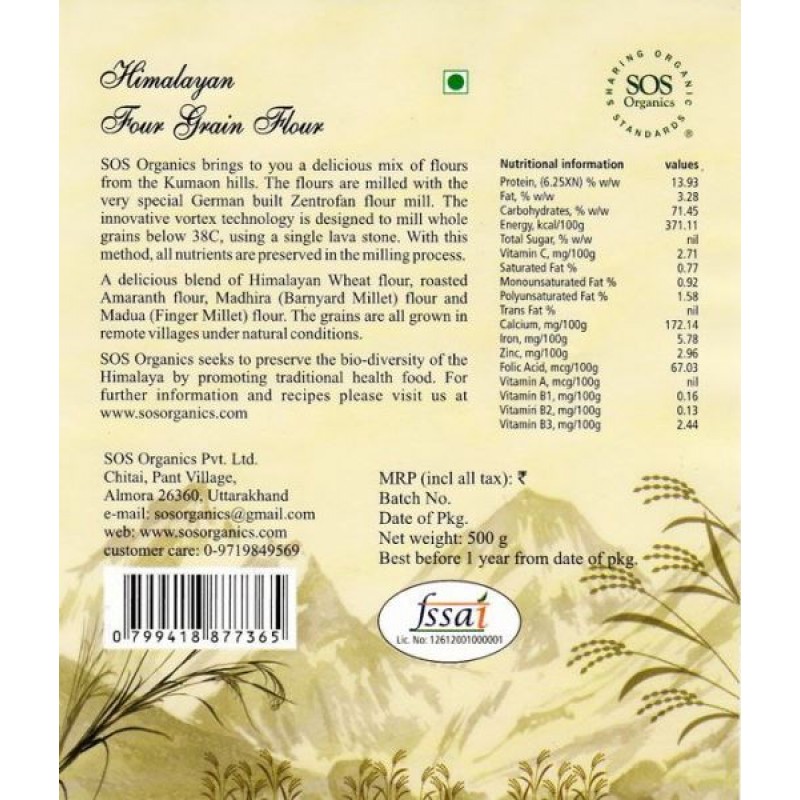 Himalayan
Four Grain Flour
SHARING ORGANIC STANDARDS ®
SOS
Organics
SOS Organics brings to you a delicious mix of flours
from the Kumaon hills. The flours are milled with the
very special German built Zentrofan flour mill. The
innovative vortex technology is designed to mill whole
grains below 38C, using a single lava stone. With this
method, all nutrients are preserved in the milling process.
A delicious blend of Himalayan Wheat flour, roasted
Amaranth flour, Madhira (Barnyard Millet) flour and
Madua (Finger Millet) flour. The grains are all grown in
remote villages under natural conditions.
SOS Organics seeks to preserve the bio-diversity of the
Himalaya by promoting traditional health food. For
further information and recipes please visit us at
www.sosorganics.com
Nutritional information values
Protein, (6.25XN) % w/w 13.93
Fat, % w/w 3.28
Carbohydrates, % w/w 71.45
Energy, kcal/100g 371.11
Total Sugar, % w/w nil
Vitamin C, mg/100g 2.71
Saturated Fat % 0.77
Monounsaturated Fat % 0.92
Polyunsaturated Fat % 1.58
Trans Fat % nil
Calcium, mg/100g 172.14
Iron, mg/100g 5.78
Zinc, mg/100g 2.96
Folic Acid, mcg/100g 67.03
Vitamin A, mcg/100g nil
Vitamin B1, mg/100g 0.16
Vitamin B2, mg/100g 0.13
Vitamin B3, mg/100g 2.44
SOS Organics Pvt. Ltd.
Chitai, Pant Village,
Almora 26360, Uttarakhand
e-mail: sosorganics@gmail.com
web: www.sosorganics.com
customer care: 0-9719849569
0 799418 877365
MRP (incl all tax): ₹
Batch No.
Date of Pkg.
Net weight: 500 g
Best before 1 year from date of pkg.
fssai
Lic. No: 12612001000001